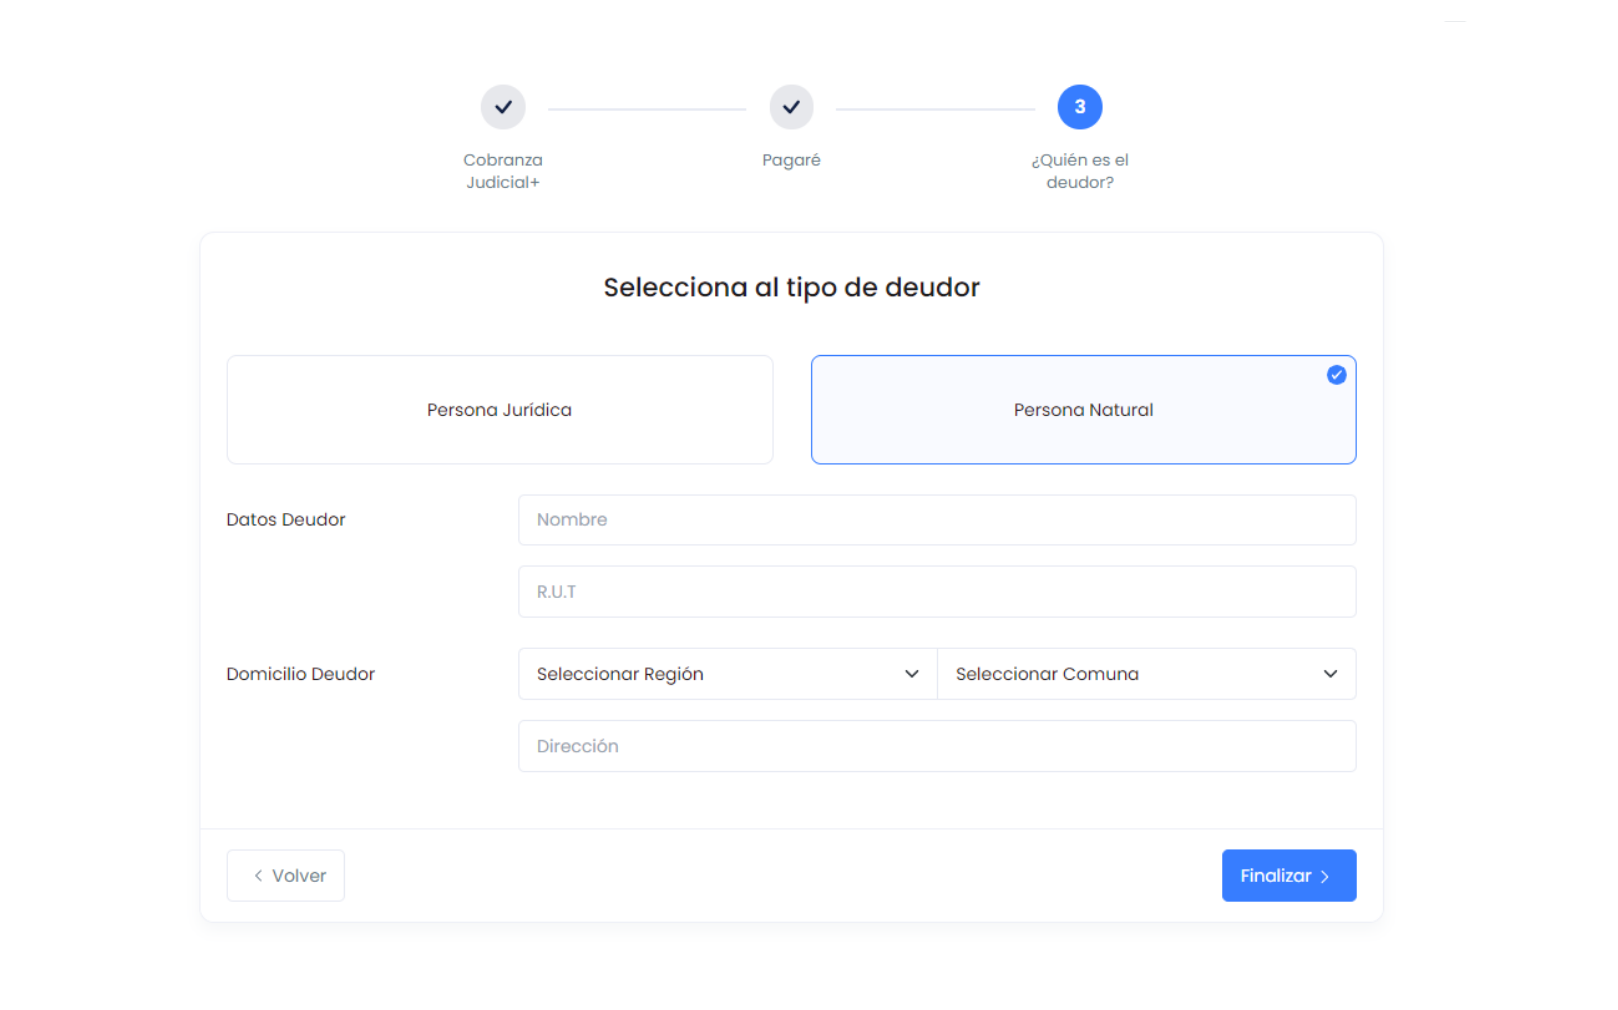 3
Cobranza
Judicial+
Pagaré
¿Quién es el
deudor?
Selecciona al tipo de deudor
Persona Jurídica
Persona Natural
Datos Deudor
Nombre
R.U.T
Domicilio Deudor
Seleccionar Región
Seleccionar Comuna
Dirección
Volver
Finalizar